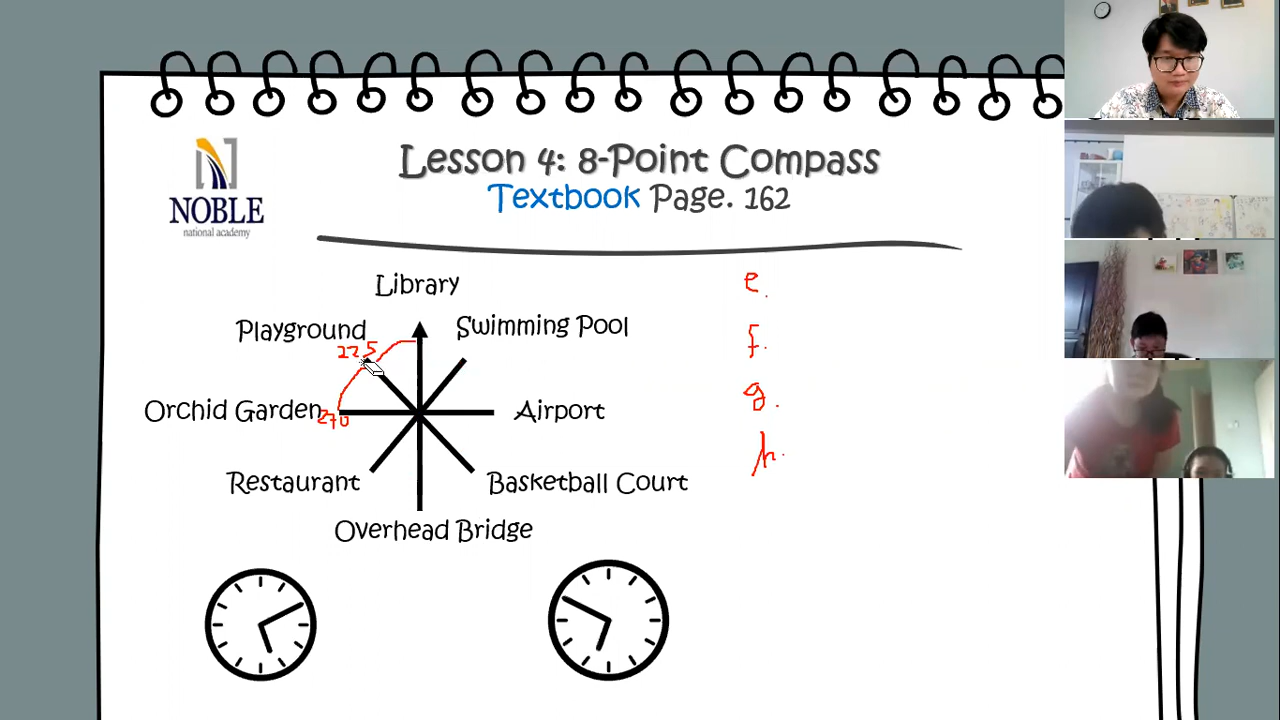 NOBLE
national academy
Lesson 4: 8-Point Compass
Textbook Page. 162
Library
Playground
Swimming Pool
225
Orchid Garden
270
Airport
Restaurant
Basketball Court
Overhead Bridge
e.
f.
g.
h.